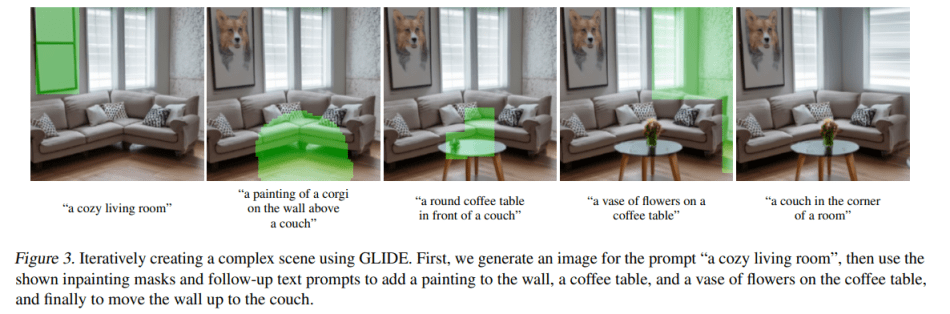 “a cozy living room”
“a painting of a corgi
on the wall above
a couch”
“a round coffee table
in front of a couch”
“a vase of flowers on a
coffee table”
“a couch in the corner
of a room”
Figure 3. Iteratively creating a complex scene using GLIDE. First, we generate an image for the prompt “a cozy living room”, then use the
shown inpainting masks and follow-up text prompts to add a painting to the wall, a coffee table, and a vase of flowers on the coffee table,
and finally to move the wall up to the couch.